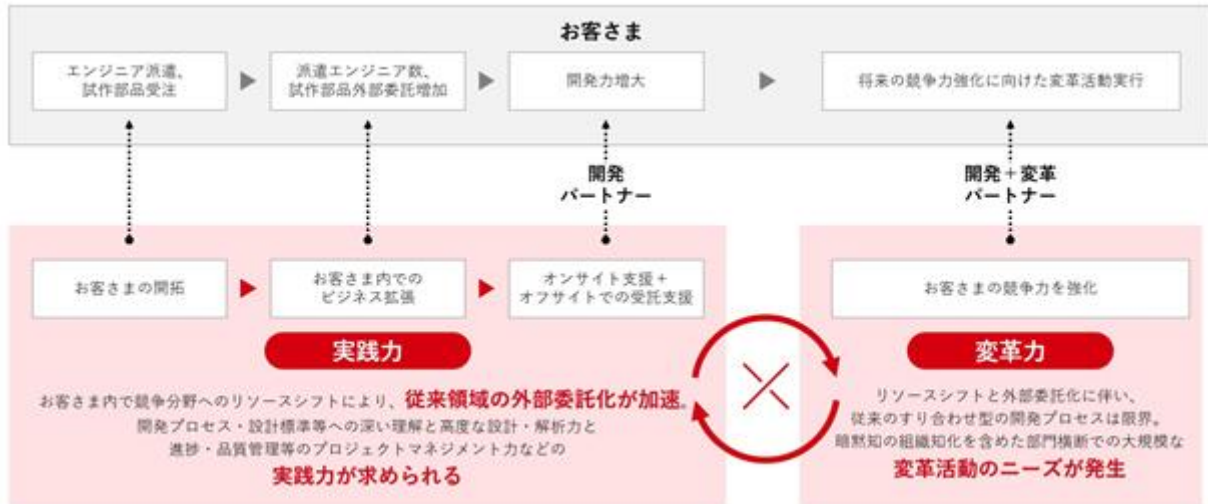 お客さま
エンジニア派遣、
試作部品受注
派遣エンジニア数、
試作部品外部委託増加
開発力増大
将来の競争力強化に向けた変革活動実行
開発
パートナー
開発＋変革
パートナー
お客さまの開拓
お客さま内での
ビジネス拡張
オンサイト支援＋
オフサイトでの受託支援
お客さまの競争力を強化
実践力
お客さま内で競争分野へのリソースシフトにより、従来領域の外部委託化が加速。
開発プロセス・設計標準等への深い理解と高度な設計・解析力と
進捗・品質管理等のプロジェクトマネジメント力などの
実践力が求められる
変革力
リソースシフトと外部委託化に伴い、
従来のすり合わせ型の開発プロセスは限界。
暗黙知の組織知化を含めた部門横断での大規模な
変革活動のニーズが発生